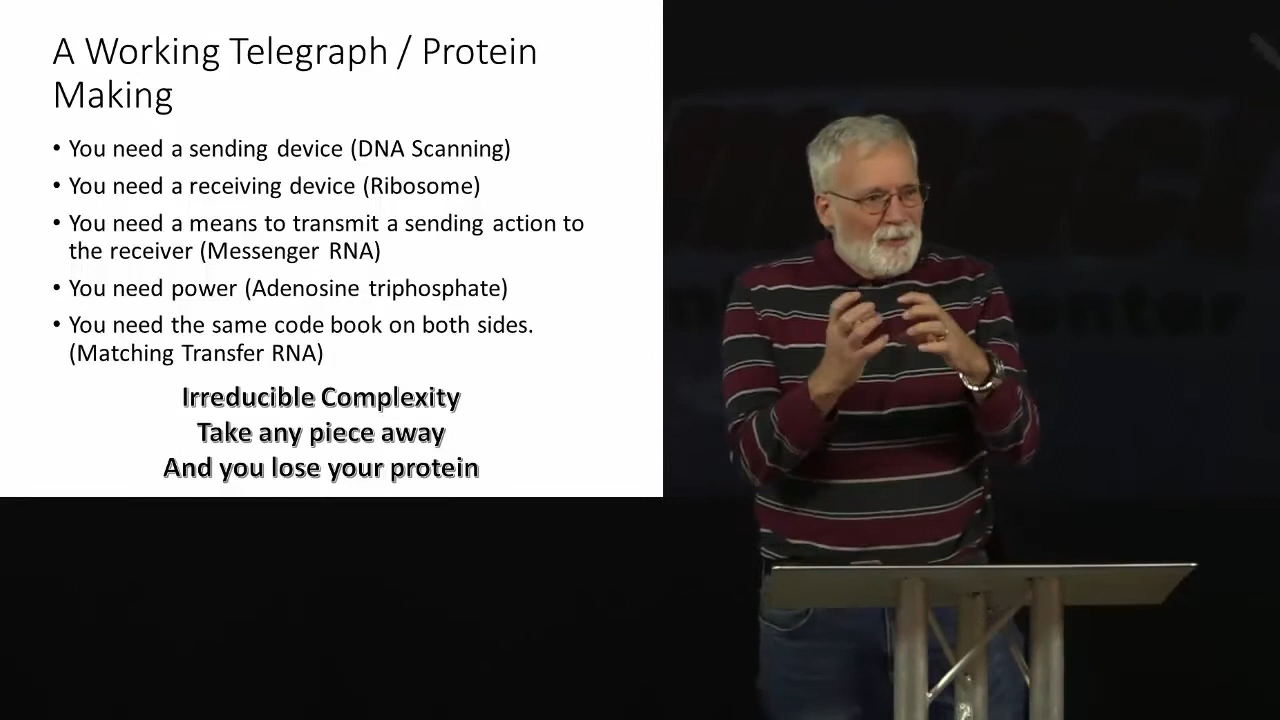 A Working Telegraph / Protein
Making
• You need a sending device (DNA Scanning)
• You need a receiving device (Ribosome)
• You need a means to transmit a sending action to
the receiver (Messenger RNA)
• You need power (Adenosine triphosphate)
• You need the same code book on both sides.
(Matching Transfer RNA)
Irreducible Complexity
Take any piece away
And you lose your protein